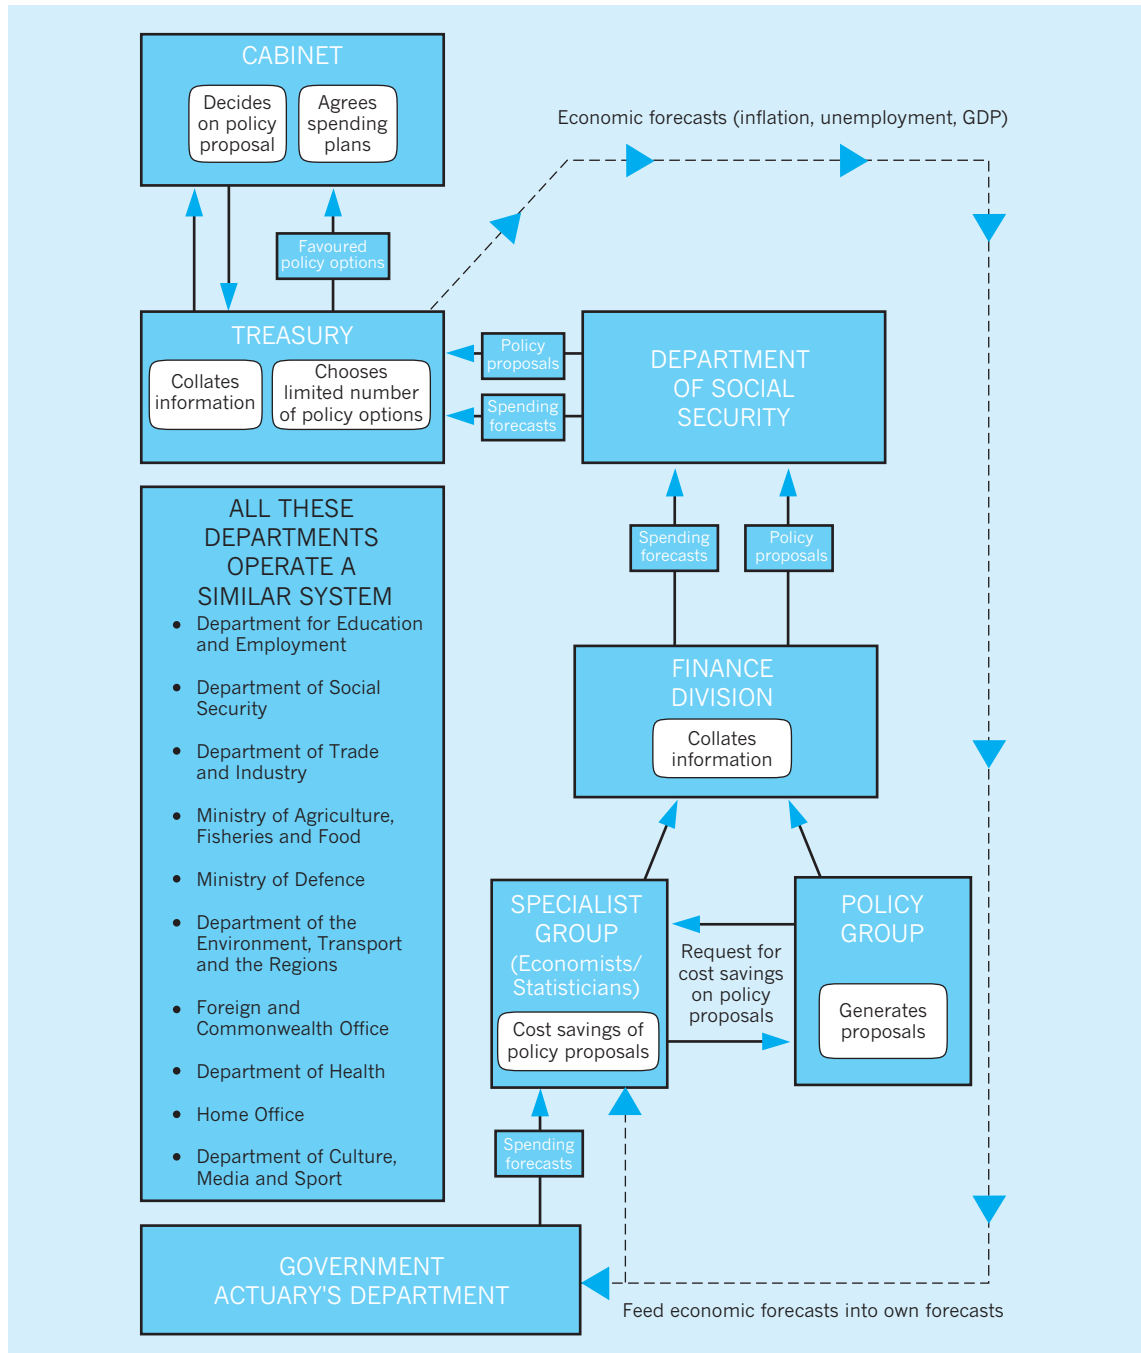 CABINET
Decides
on policy
proposal
Agrees
spending
plans
Economic forecasts (inflation, unemployment, GDP)
Favoured
policy options
TREASURY
Collates
information
Chooses
limited number
of policy options
Policy
proposals
Spending
forecasts
DEPARTMENT
OF SOCIAL
SECURITY
ALL THESE
DEPARTMENTS
OPERATE A
SIMILAR SYSTEM
• Department for Education
and Employment
• Department of Social
Security
• Department of Trade
and Industry
• Ministry of Agriculture,
Fisheries and Food
• Ministry of Defence
• Department of the
Environment, Transport
and the Regions
• Foreign and
Commonwealth Office
• Department of Health
• Home Office
• Department of Culture,
Media and Sport
Spending
forecasts
Policy
proposals
FINANCE
DIVISION
Collates
information
SPECIALIST
GROUP
(Economists/
Statisticians)
Cost savings of
policy proposals
Request for
cost savings
on policy
proposals
POLICY
GROUP
Generates
proposals
Spending
forecasts
GOVERNMENT
ACTUARY'S DEPARTMENT
Feed economic forecasts into own forecasts